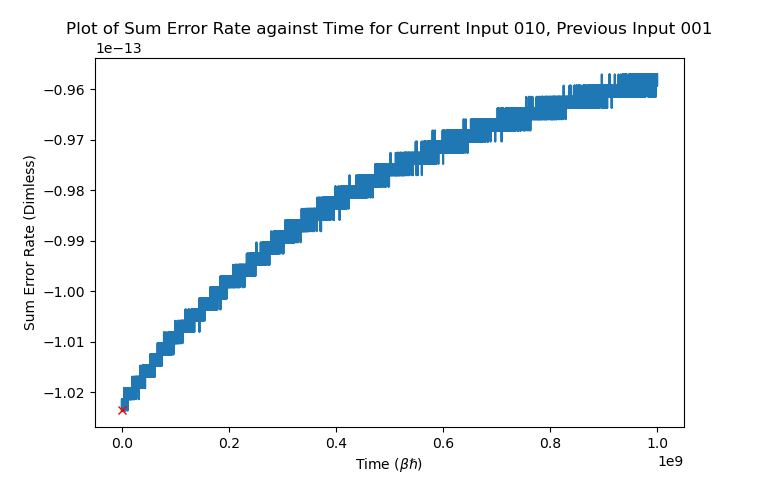 Plot of Sum Error Rate against Time for Current Input 010, Previous Input 001
1e−13
−0.96
−0.97
−0.98
−0.99
−1.00
−1.01
−1.02
Sum Error Rate (Dimless)
0.0 0.2 0.4 0.6 0.8 1.0
1e9
Time (βℏ)